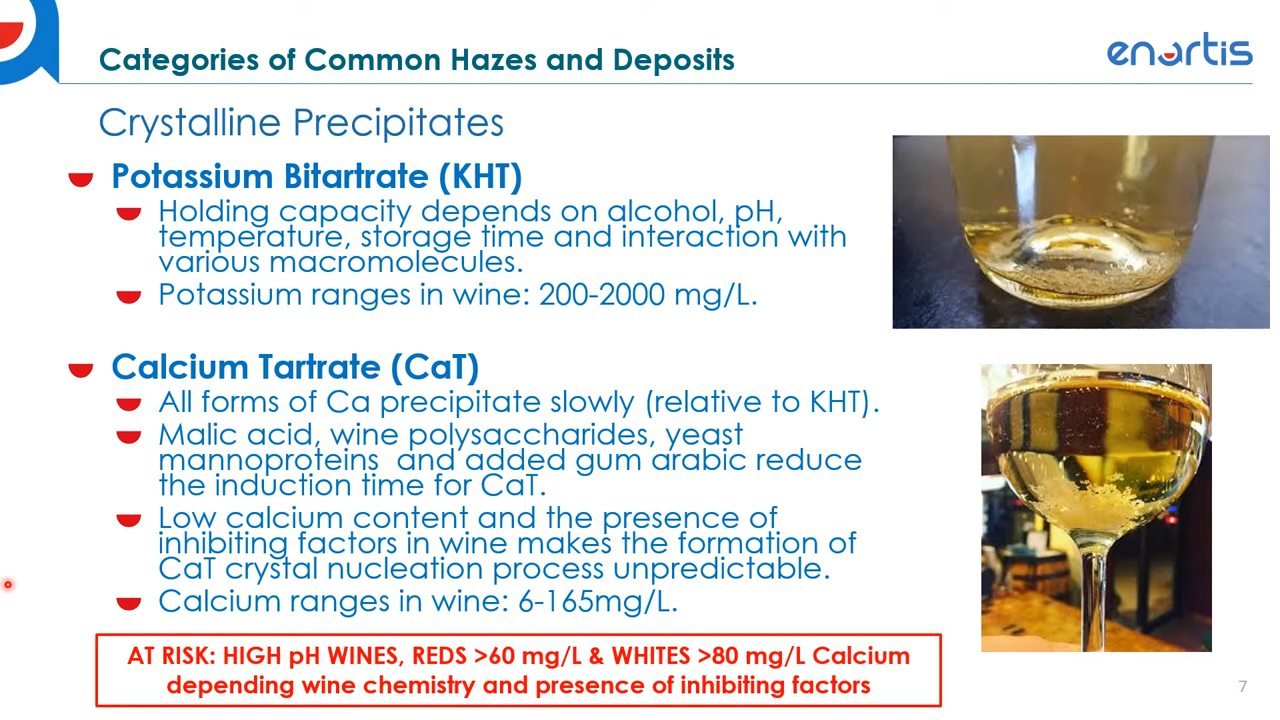 Categories of Common Hazes and Deposits
enartis
Crystalline Precipitates
Potassium Bitartrate (KHT)
Holding capacity depends on alcohol, pH,
temperature, storage time and interaction with
various macromolecules.
Potassium ranges in wine: 200-2000 mg/L.
Calcium Tartrate (CaT)
All forms of Ca precipitate slowly (relative to KHT).
Malic acid, wine polysaccharides, yeast
mannoproteins and added gum arabic reduce
the induction time for CaT.
Low calcium content and the presence of
inhibiting factors in wine makes the formation of
CaT crystal nucleation process unpredictable.
Calcium ranges in wine: 6-165mg/L.
AT RISK: HIGH pH WINES, REDS >60 mg/L & WHITES >80 mg/L Calcium
depending wine chemistry and presence of inhibiting factors
7